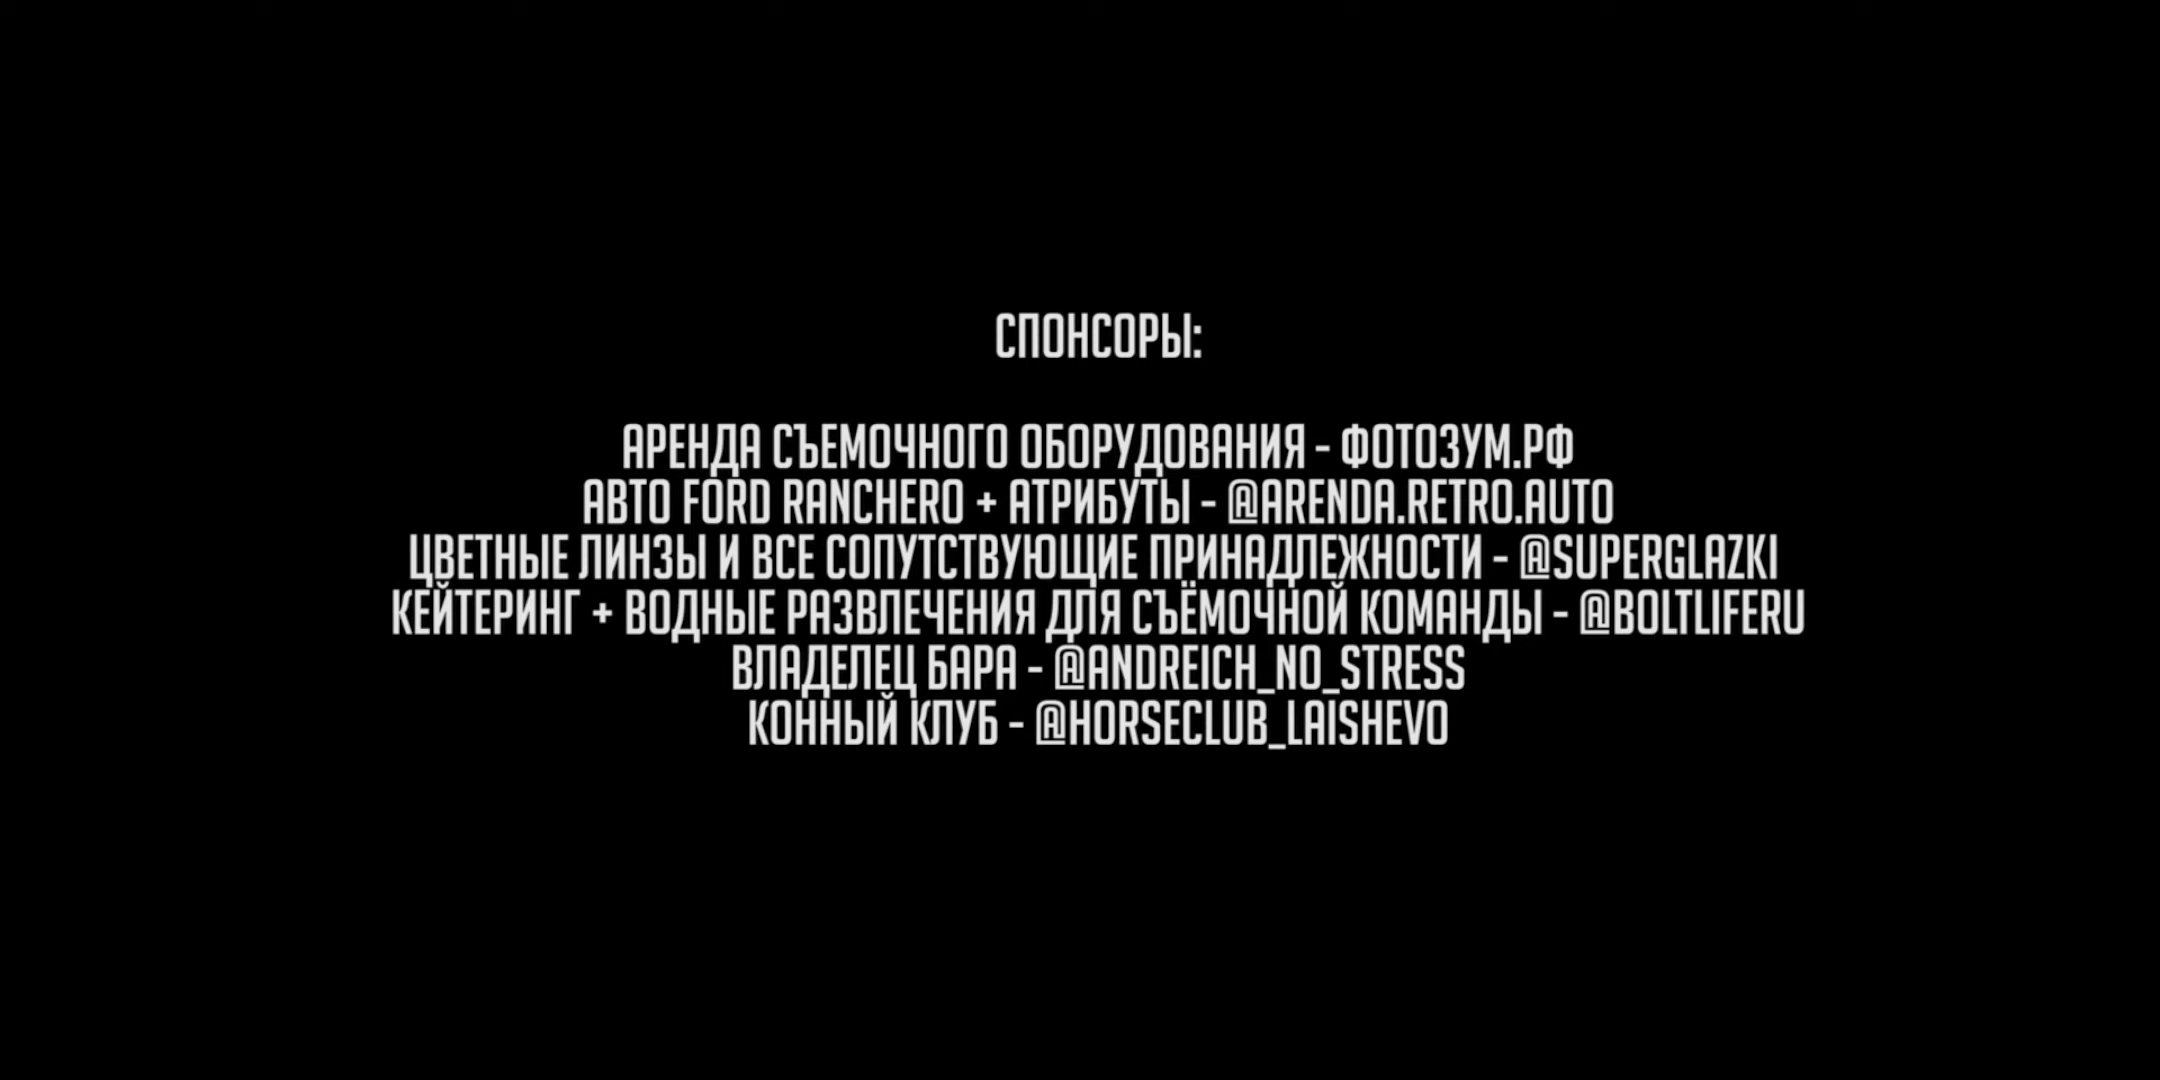 СПОНСОРЫ:
АРЕНДА СЪЕМОЧНОГО ОБОРУДОВАНИЯ - ФОТОЗУМ.РФ
АВТО FORD RANCHERO + АТРИБУТЫ - @ARENDA.RETRO.AUTO
ЦВЕТНЫЕ ЛИНЗЫ И ВСЕ СОПУТСТВУЮЩИЕ ПРИНАДЛЕЖНОСТИ - @SUPERGLAZKI
КЕЙТЕРИНГ + ВОДНЫЕ РАЗВЛЕЧЕНИЯ ДЛЯ СЪЁМОЧНОЙ КОМАНДЫ - @BOLTLIFERU
ВЛАДЕЛЕЦ БАРА - @ANDREICH_NO_STRESS
КОННЫЙ КЛУБ - @HORSECLUB_LAISHEVO